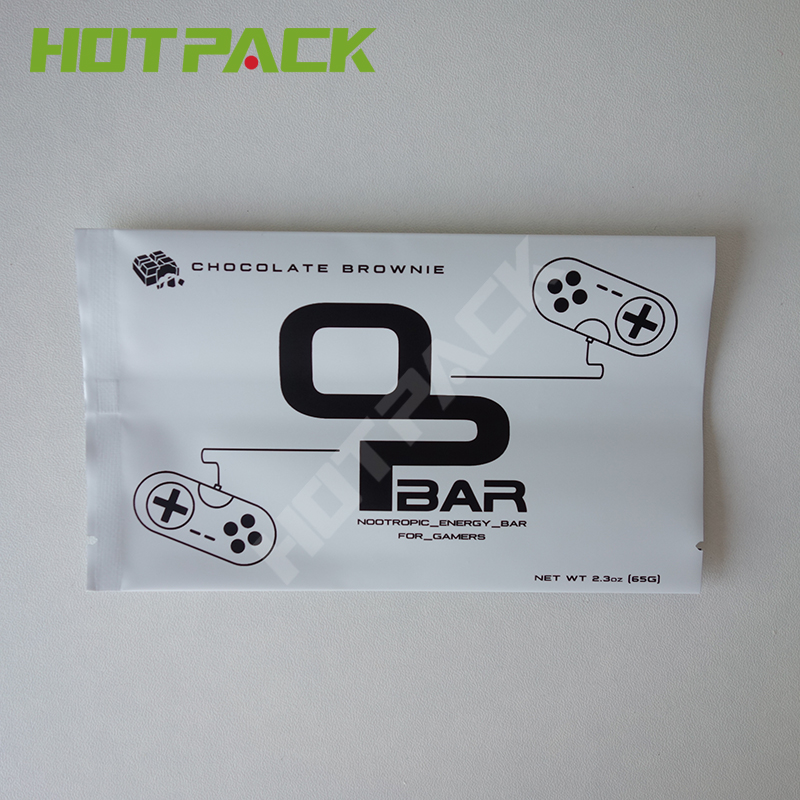 HOTPACK
CHOCOLATE BROWNIE
OP
BAR
NOOTROPIC_ENERGY_BAR
FOR_GAMERS
NET WT 2.3oz (65G)
HOTPACK